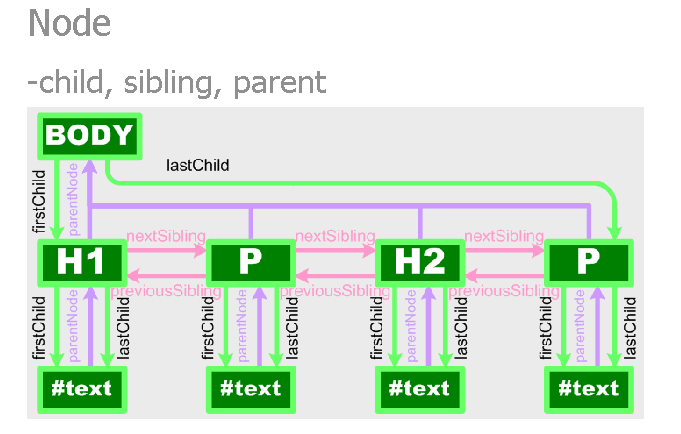 Node
-child, sibling, parent
BODY
lastChild
firstChild
parentNode
nextSibling nextSibling nextSibling
H1 P H2 P
previousSibling previousSibling previousSibling
firstChild parentNode lastChild firstChild parentNode lastChild firstChild parentNode lastChild firstChild parentNode lastChild
#text #text #text #text